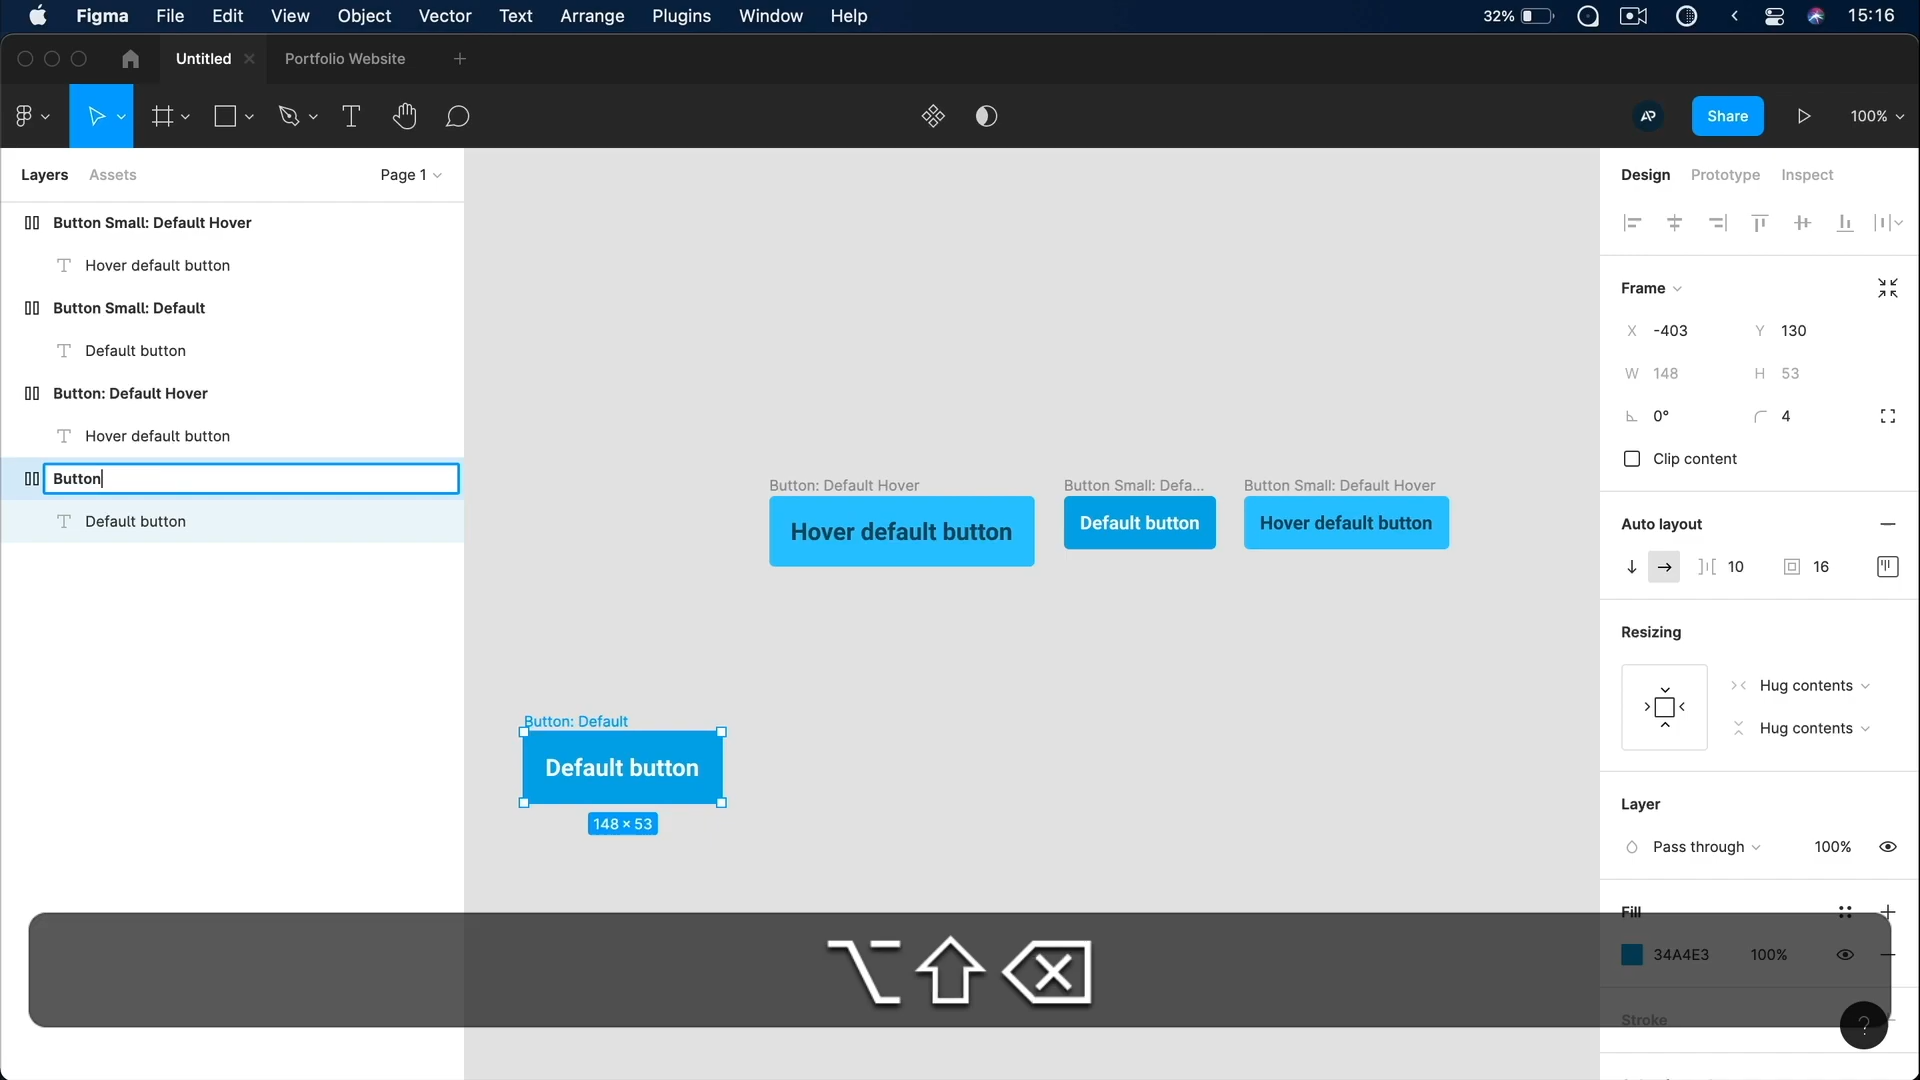 Figma File Edit View Object Vector Text Arrange Plugins Window Help 32% 15:16
Untitled Portfolio Website
AP Share 100%
Layers Assets Page 1
Design Prototype Inspect
Button Small: Default Hover
Hover default button
Button Small: Default
Default button
Button: Default Hover
Hover default button
Button
Default button
Button: Default Hover
Hover default button
Button Small: Defa...
Default button
Button Small: Default Hover
Hover default button
Button: Default
Default button
148 × 53
Frame
X -403 Y 130
W 148 H 53
0° 4
Clip content
Auto layout
10 16
Resizing
Hug contents
Hug contents
Layer
Pass through 100%
Fill
34A4E3 100%
Stroke
?